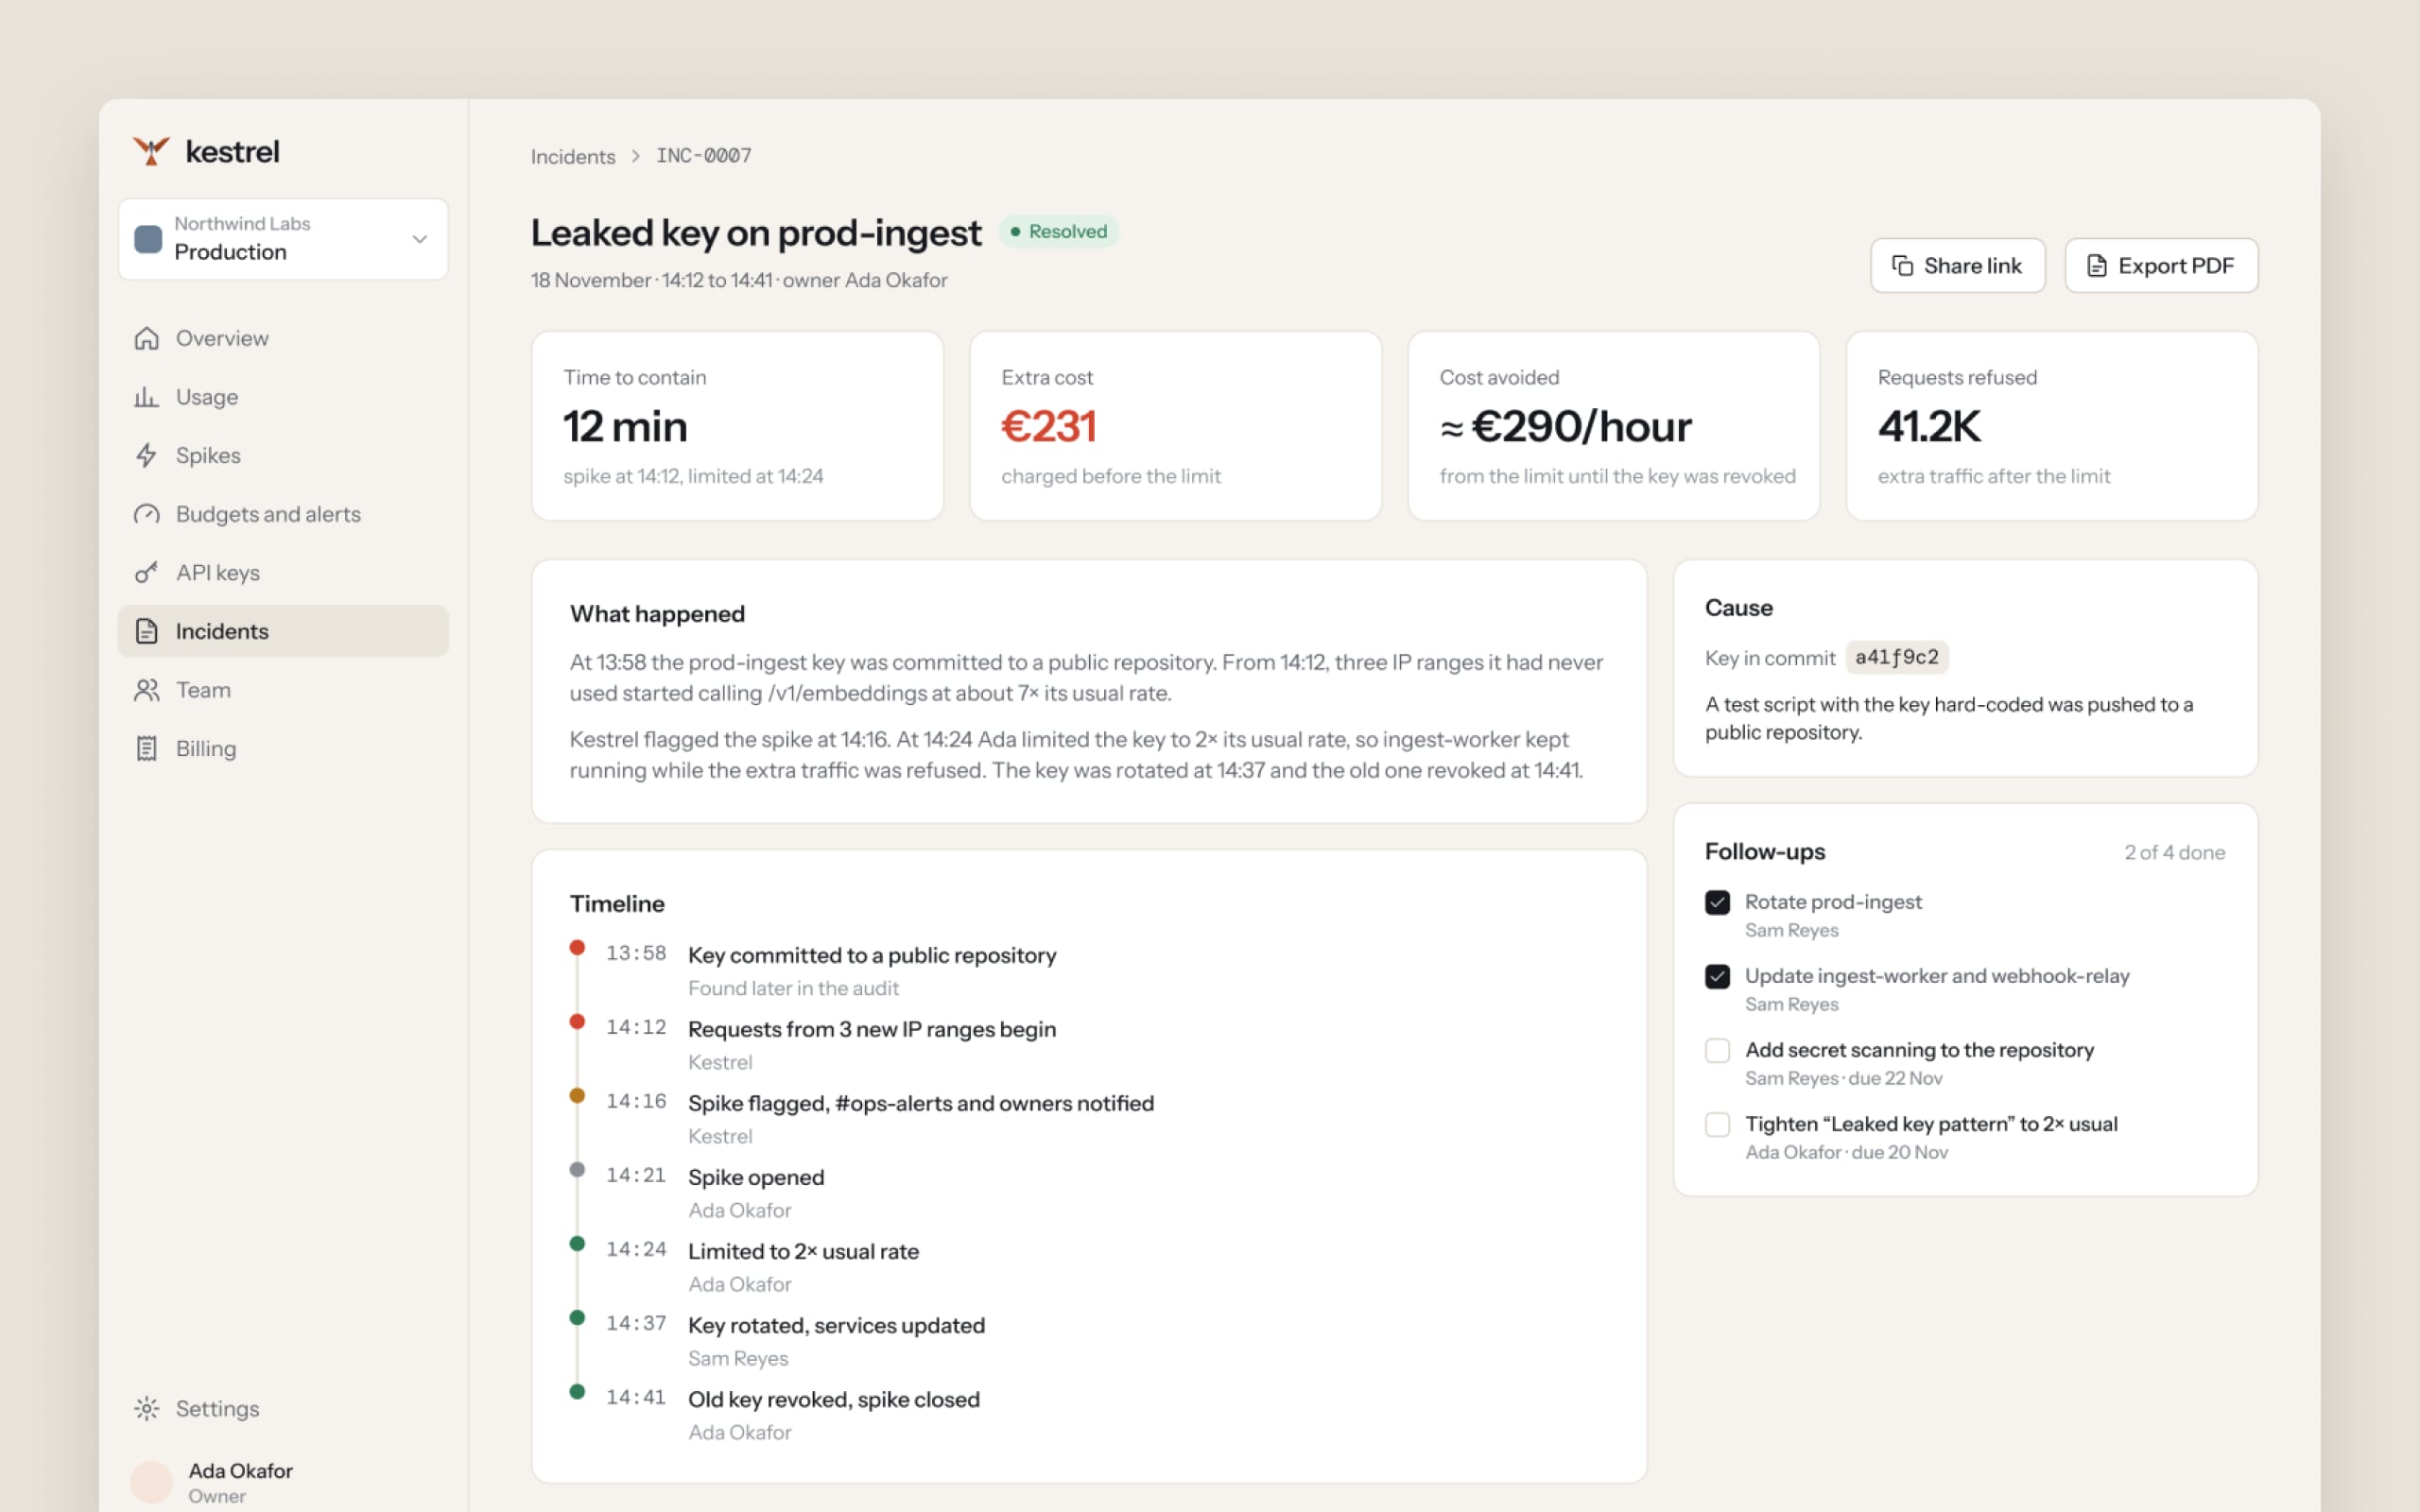 kestrel
Northwind Labs
Production
Overview
Usage
Spikes
Budgets and alerts
API keys
Incidents
Team
Billing
Settings
Ada Okafor
Owner
Incidents > INC-0007
Leaked key on prod-ingest
Resolved
18 November · 14:12 to 14:41 · owner Ada Okafor
Share link
Export PDF
Time to contain
12 min
spike at 14:12, limited at 14:24
Extra cost
€231
charged before the limit
Cost avoided
≈ €290/hour
from the limit until the key was revoked
Requests refused
41.2K
extra traffic after the limit
What happened
At 13:58 the prod-ingest key was committed to a public repository. From 14:12, three IP ranges it had never
used started calling /v1/embeddings at about 7× its usual rate.
Kestrel flagged the spike at 14:16. At 14:24 Ada limited the key to 2× its usual rate, so ingest-worker kept
running while the extra traffic was refused. The key was rotated at 14:37 and the old one revoked at 14:41.
Timeline
13:58 Key committed to a public repository
Found later in the audit
14:12 Requests from 3 new IP ranges begin
Kestrel
14:16 Spike flagged, #ops-alerts and owners notified
Kestrel
14:21 Spike opened
Ada Okafor
14:24 Limited to 2× usual rate
Ada Okafor
14:37 Key rotated, services updated
Sam Reyes
14:41 Old key revoked, spike closed
Ada Okafor
Cause
Key in commit a41f9c2
A test script with the key hard-coded was pushed to a
public repository.
Follow-ups
2 of 4 done
Rotate prod-ingest
Sam Reyes
Update ingest-worker and webhook-relay
Sam Reyes
Add secret scanning to the repository
Sam Reyes · due 22 Nov
Tighten “Leaked key pattern” to 2× usual
Ada Okafor · due 20 Nov